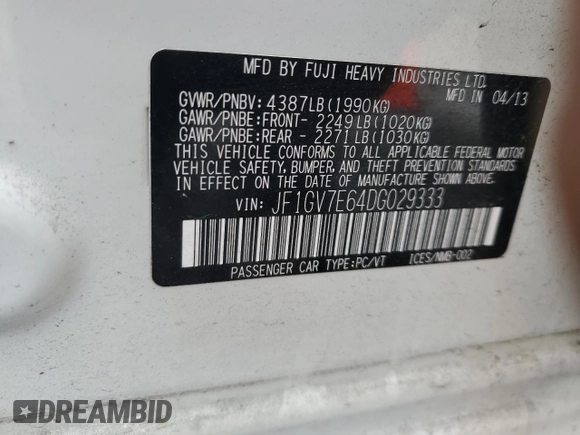 MFD BY FUJI HEAVY INDUSTRIES LTD.
MFD IN 04/13
GVWR/PNBV: 4387LB(1990KG)
GAWR/PNBE:FRONT- 2249LB(1020KG)
GAWR/PNBE:REAR - 2271LB(1030KG)
THIS VEHICLE CONFORMS TO ALL APPLICABLE FEDERAL MOTOR
VEHICLE SAFETY, BUMPER, AND THEFT PREVENTION STANDARDS
IN EFFECT ON THE DATE OF MANUFACTURE SHOWN ABOVE.
VIN: JF1GV7E64DG029333
PASSENGER CAR TYPE:PC/VT ICES/NMB-002
DREAMBID